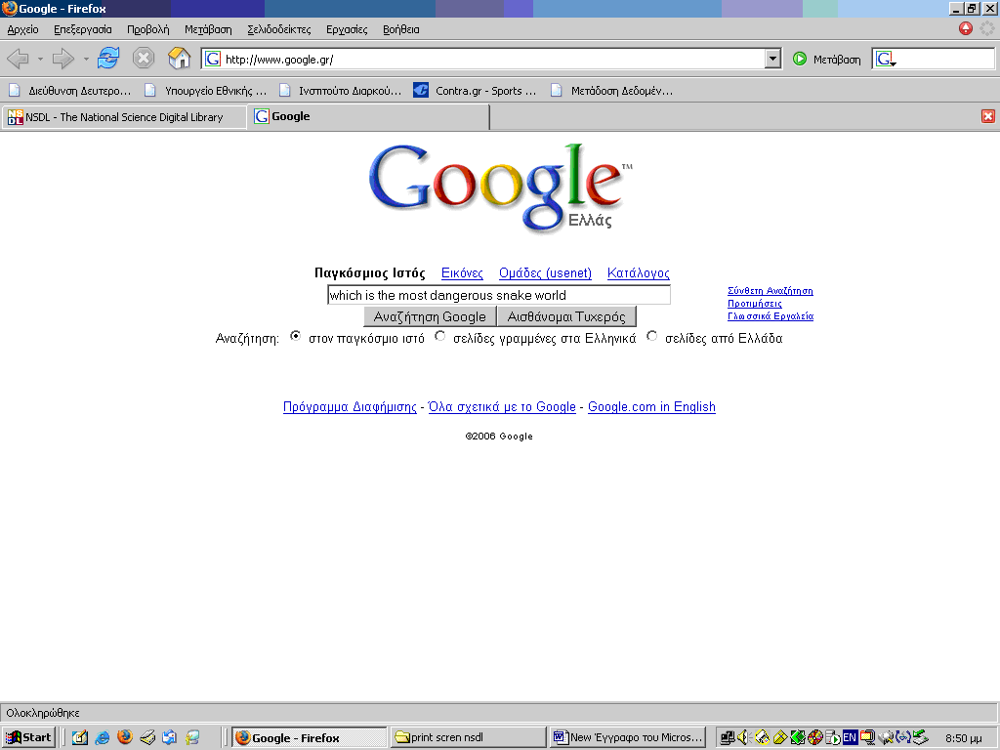 Google - Firefox
Αρχείο Επεξεργασία Προβολή Μετάβαση Σελιδοδείκτες Εργασίες Βοήθεια
http://www.google.gr/ Μετάβαση
Διεύθυνση Δευτερο... Υπουργείο Εθνικής ... Ινστιτούτο Διαρκού... Contra.gr - Sports ... Μετάδοση Δεδομέν...
NSDL - The National Science Digital Library Google
Google™
Ελλάς
Παγκόσμιος Ιστός Εικόνες Ομάδες (usenet) Κατάλογος
which is the most dangerous snake world
Σύνθετη Αναζήτηση
Προτιμήσεις
Γλωσσικά Εργαλεία
Αναζήτηση Google Αισθάνομαι Τυχερός
Αναζήτηση: στον παγκόσμιο ιστό σελίδες γραμμένες στα Ελληνικά σελίδες από Ελλάδα
Πρόγραμμα Διαφήμισης - Όλα σχετικά με το Google - Google.com in English
©2006 Google
Ολοκληρώθηκε
Start Google - Firefox print scren nsdl New Έγγραφο του Micros... EN 8:50 μμ